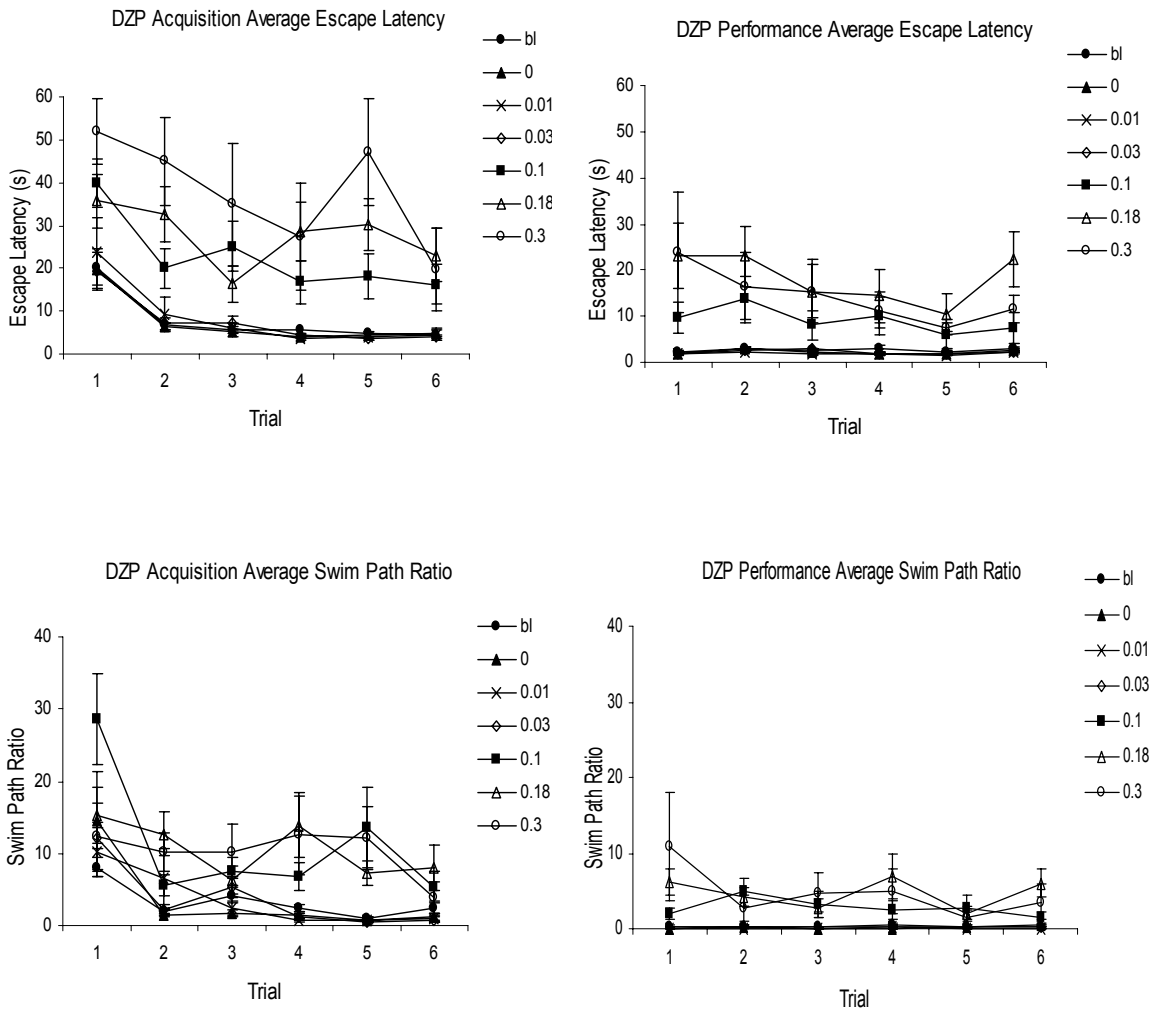 DZP Acquisition Average Escape Latency
bl
0
0.01
0.03
0.1
0.18
0.3
60
50
40
30
20
10
0
Escape Latency (s)
1 2 3 4 5 6
Trial
DZP Performance Average Escape Latency
bl
0
0.01
0.03
0.1
0.18
0.3
60
50
40
30
20
10
0
Escape Latency (s)
1 2 3 4 5 6
Trial
DZP Acquisition Average Swim Path Ratio
bl
0
0.01
0.03
0.1
0.18
0.3
40
30
20
10
0
Swim Path Ratio
1 2 3 4 5 6
Trial
DZP Performance Average Swim Path Ratio
bl
0
0.01
0.03
0.1
0.18
0.3
40
30
20
10
0
Swim Path Ratio
1 2 3 4 5 6
Trial